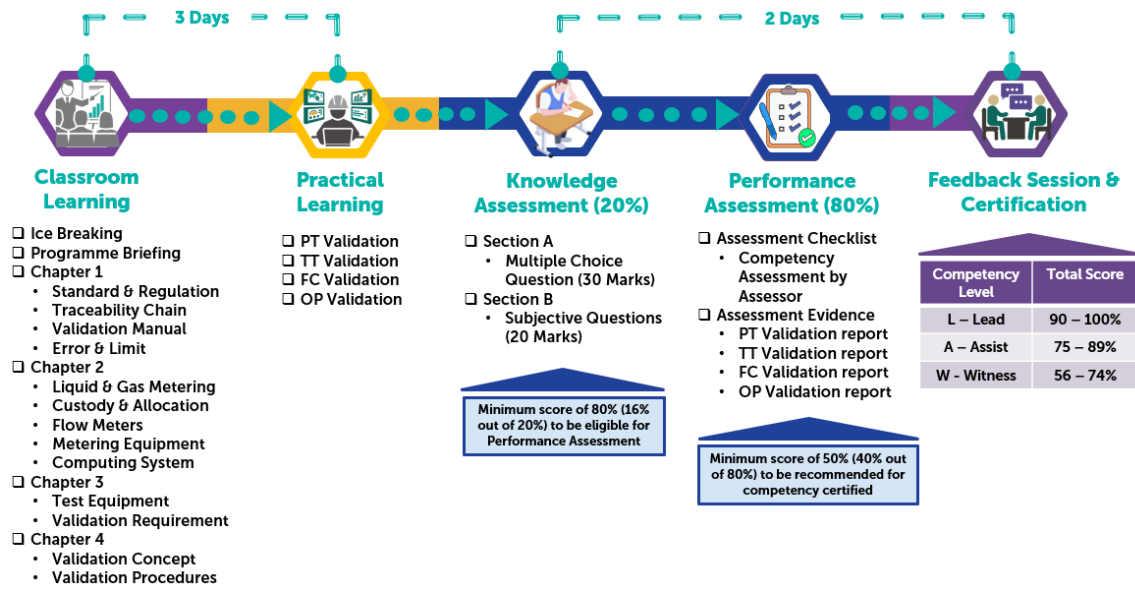 3 Days
2 Days
Classroom
Learning
❑ Ice Breaking
❑ Programme Briefing
❑ Chapter 1
• Standard & Regulation
• Traceability Chain
• Validation Manual
• Error & Limit
❑ Chapter 2
• Liquid & Gas Metering
• Custody & Allocation
• Flow Meters
• Metering Equipment
• Computing System
❑ Chapter 3
• Test Equipment
• Validation Requirement
❑ Chapter 4
• Validation Concept
• Validation Procedures
Practical
Learning
❑ PT Validation
❑ TT Validation
❑ FC Validation
❑ OP Validation
Knowledge
Assessment (20%)
❑ Section A
• Multiple Choice
Question (30 Marks)
❑ Section B
• Subjective Questions
(20 Marks)
Minimum score of 80% (16%
out of 20%) to be eligible for
Performance Assessment
Performance
Assessment (80%)
❑ Assessment Checklist
• Competency
Assessment by
Assessor
❑ Assessment Evidence
• PT Validation report
• TT Validation report
• FC Validation report
• OP Validation report
Minimum score of 50% (40% out
of 80%) to be recommended for
competency certified
Feedback Session &
Certification
Competency Level Total Score
L – Lead 90 – 100%
A – Assist 75 – 89%
W - Witness 56 – 74%